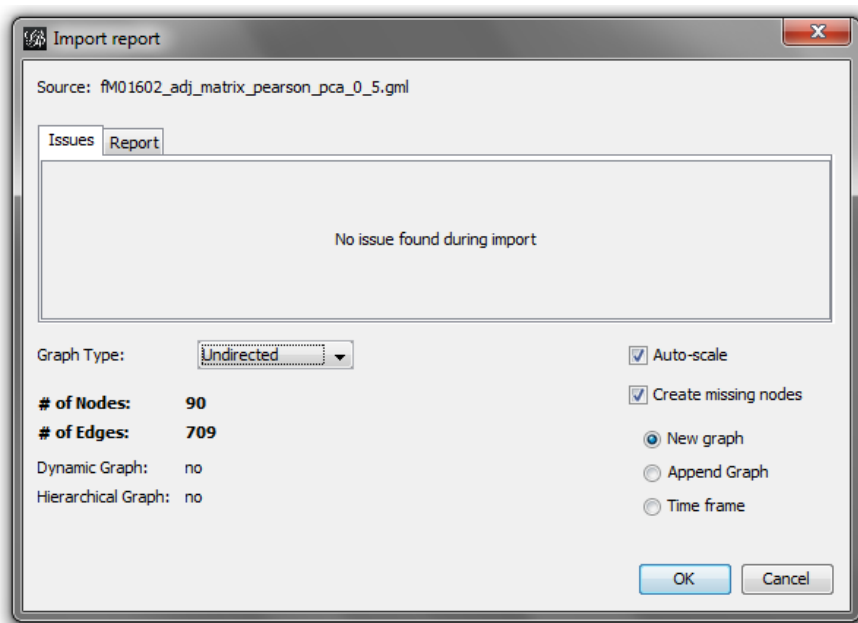 Import report
Source: fM01602_adj_matrix_pearson_pca_0_5.gml
Issues Report
No issue found during import
Graph Type: Undirected
Auto-scale
Create missing nodes
# of Nodes: 90
# of Edges: 709
New graph
Dynamic Graph: no
Append Graph
Hierarchical Graph: no
Time frame
OK Cancel